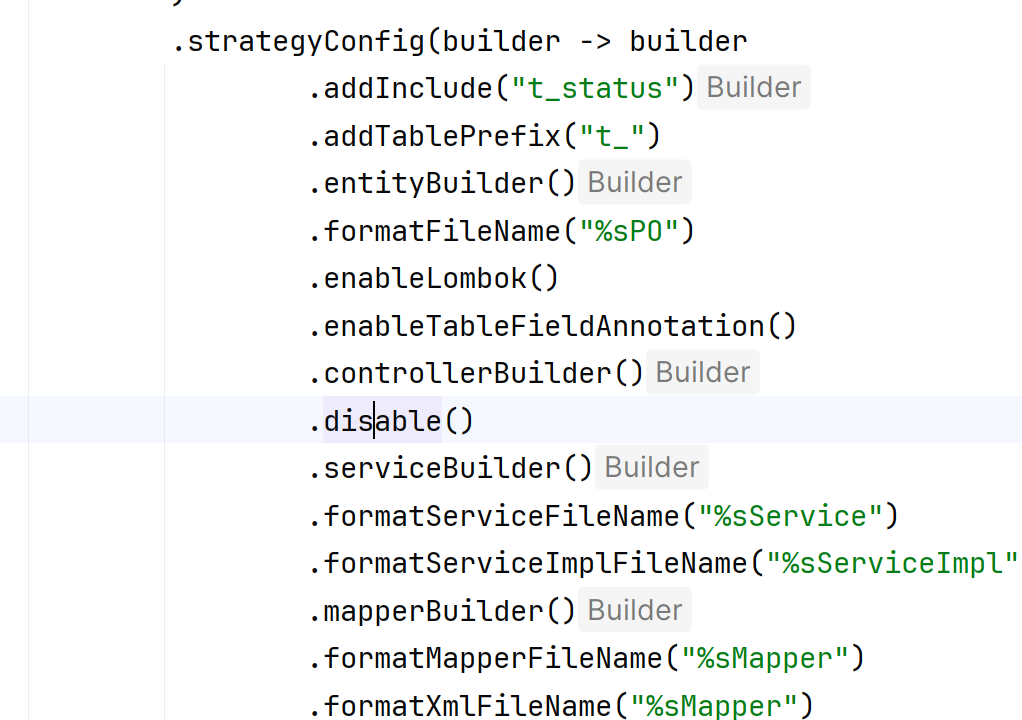 .strategyConfig(builder -> builder
.addInclude("t_status") Builder
.addTablePrefix("t_")
.entityBuilder() Builder
.formatFileName("%sPO")
.enableLombok()
.enableTableFieldAnnotation()
.controllerBuilder() Builder
.disable()
.serviceBuilder() Builder
.formatServiceFileName("%sService")
.formatServiceImplFileName("%sServiceImpl"
.mapperBuilder() Builder
.formatMapperFileName("%sMapper")
.formatXmlFileName("%sMapper")